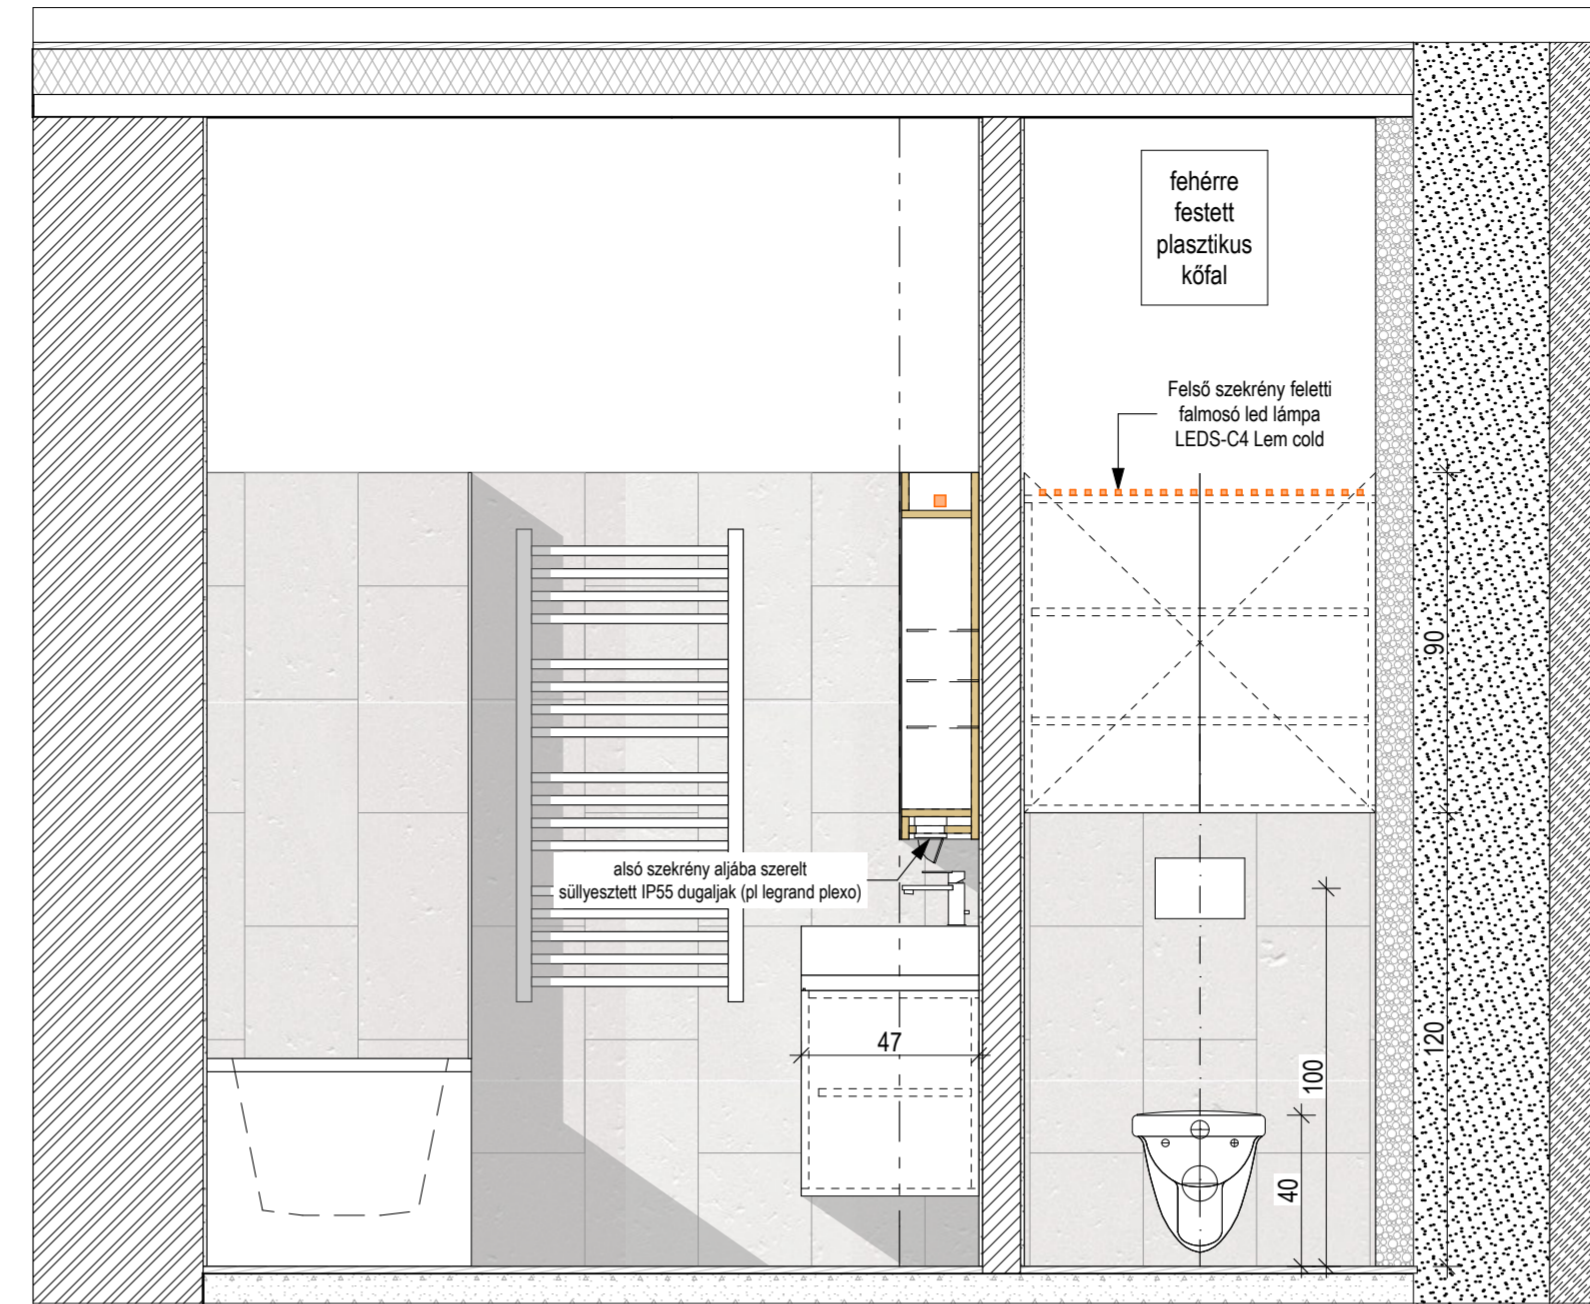 fehérre
festett
plasztikus
kőfal
Felső szekrény feletti
falmosó led lámpa
LEDS-C4 Lem cold
90
alsó szekrény aljába szerelt
süllyesztett IP55 dugaljak (pl legrand plexo)
47
120
100
40